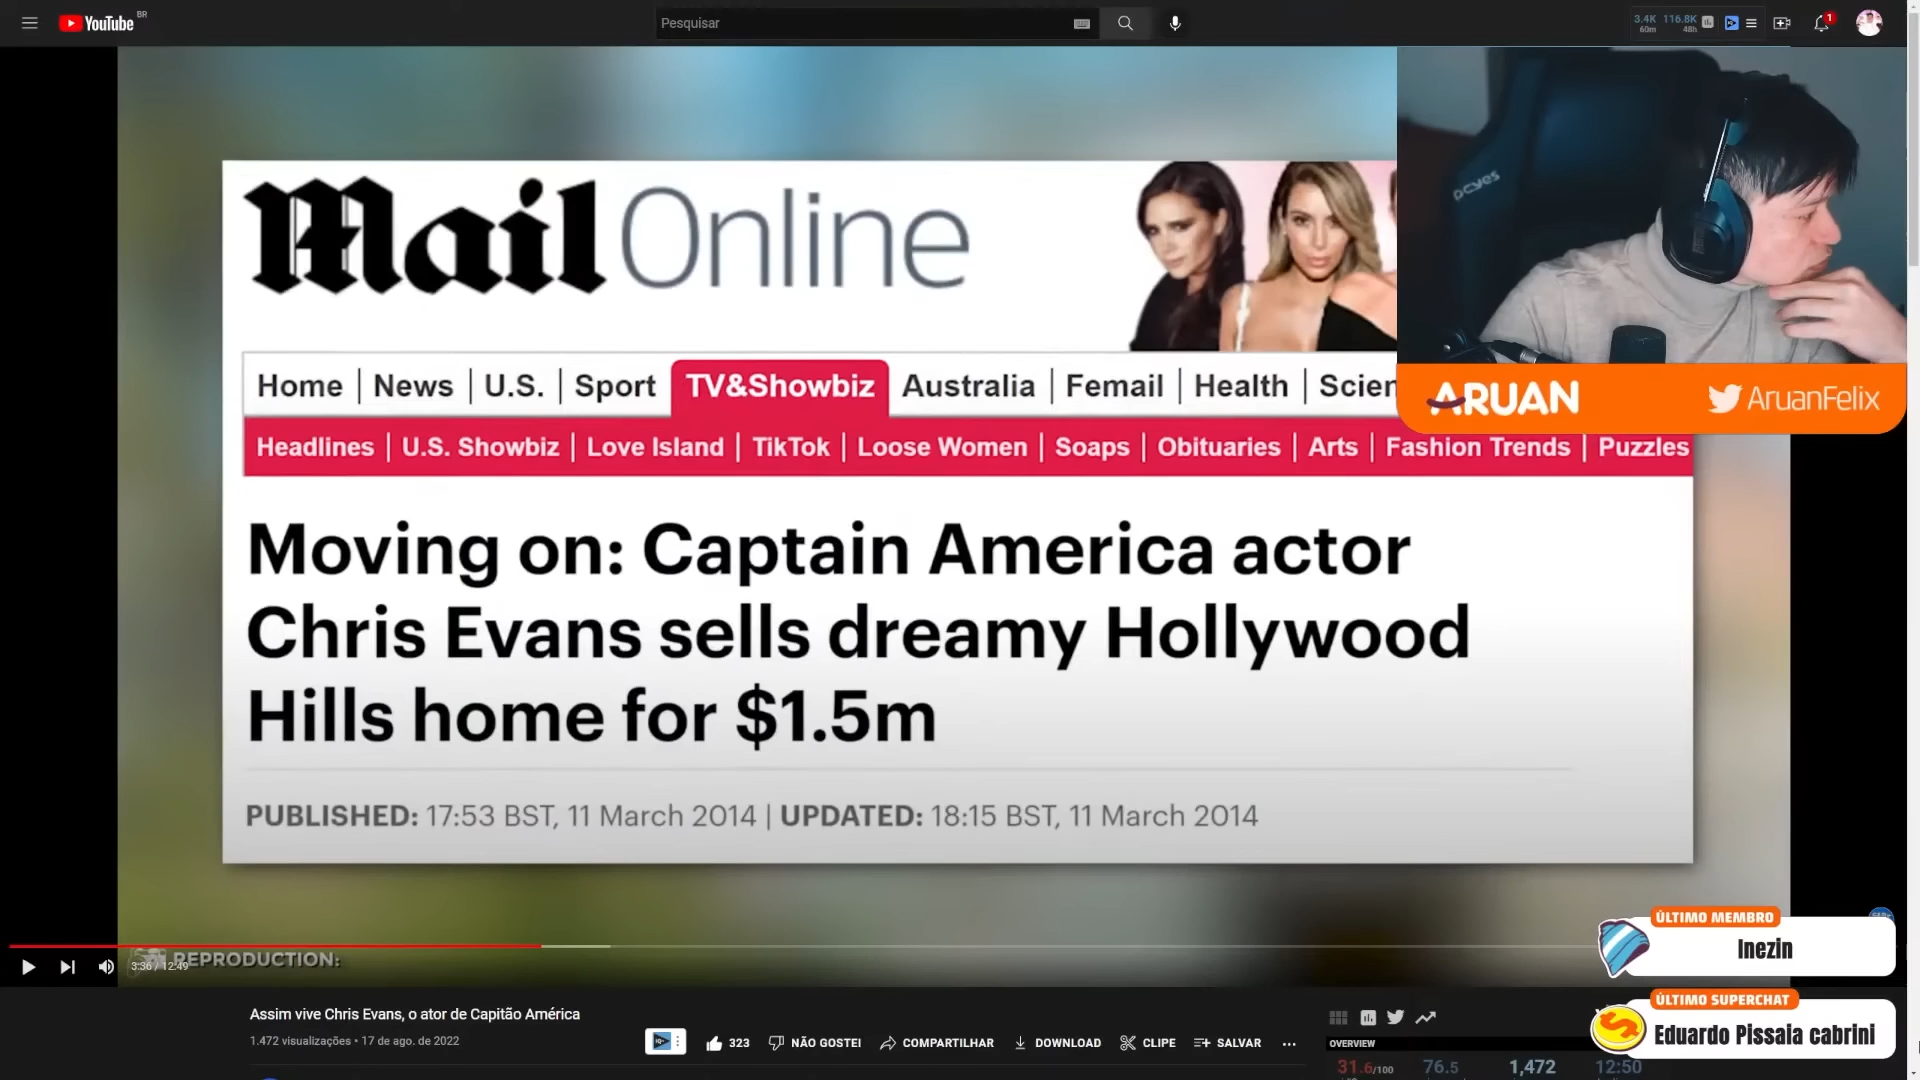 YouTube BR
Pesquisar
3.4K 116.8K
60m 48h
1
pcyes
Mail Online
Home | News | U.S. | Sport | TV&Showbiz | Australia | Femail | Health | Scien
ARUAN AruanFelix
Headlines | U.S. Showbiz | Love Island | TikTok | Loose Women | Soaps | Obituaries | Arts | Fashion Trends | Puzzles
Moving on: Captain America actor
Chris Evans sells dreamy Hollywood
Hills home for $1.5m
PUBLISHED: 17:53 BST, 11 March 2014 | UPDATED: 18:15 BST, 11 March 2014
ÚLTIMO MEMBRO
Inezin
REPRODUCTION:
3:36 / 12:49
ÚLTIMO SUPERCHAT
Eduardo Pissaia cabrini
Assim vive Chris Evans, o ator de Capitão América
1.472 visualizações • 17 de ago. de 2022
323 NÃO GOSTEI COMPARTILHAR DOWNLOAD CLIPE SALVAR
OVERVIEW
31.6/100 76.5 1,472 12:50